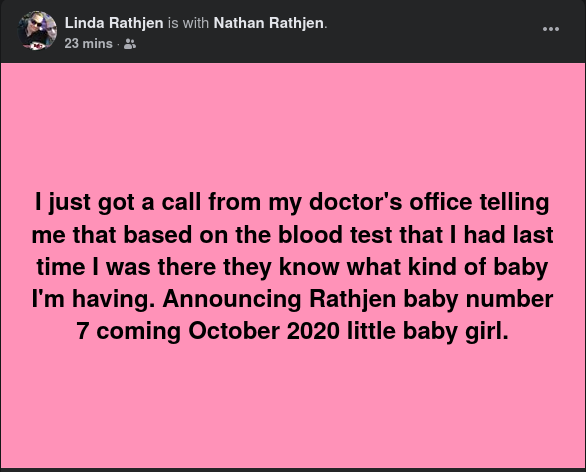 Linda Rathjen is with Nathan Rathjen.
23 mins ·
I just got a call from my doctor's office telling
me that based on the blood test that I had last
time I was there they know what kind of baby
I'm having. Announcing Rathjen baby number
7 coming October 2020 little baby girl.